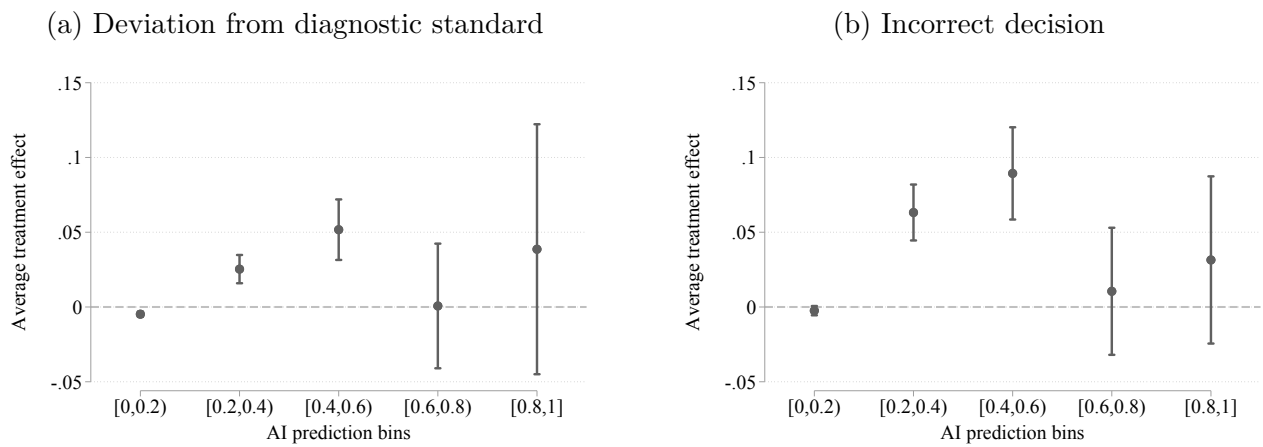 (a) Deviation from diagnostic standard
Average treatment effect
.15
.1
.05
0
-.05
[0,0.2) [0.2,0.4) [0.4,0.6) [0.6,0.8) [0.8,1]
AI prediction bins
(b) Incorrect decision
Average treatment effect
.15
.1
.05
0
-.05
[0,0.2) [0.2,0.4) [0.4,0.6) [0.6,0.8) [0.8,1]
AI prediction bins